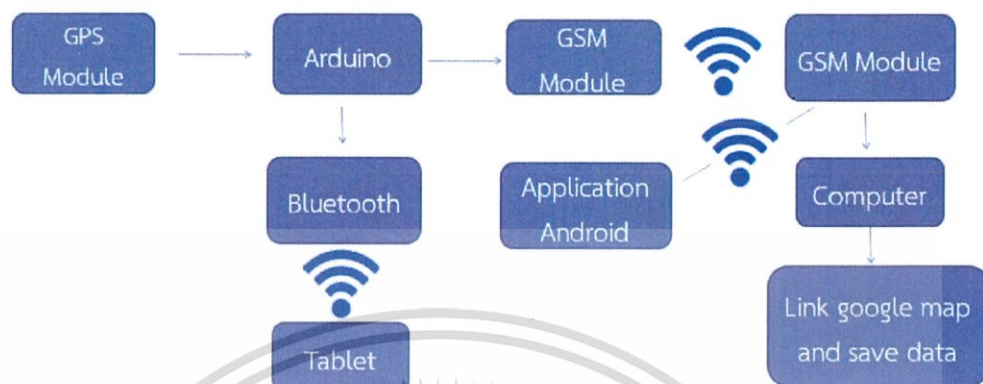 GPS
Module
Arduino
GSM
Module
GSM Module
Bluetooth
Application
Android
Computer
Tablet
Link google map
and save data